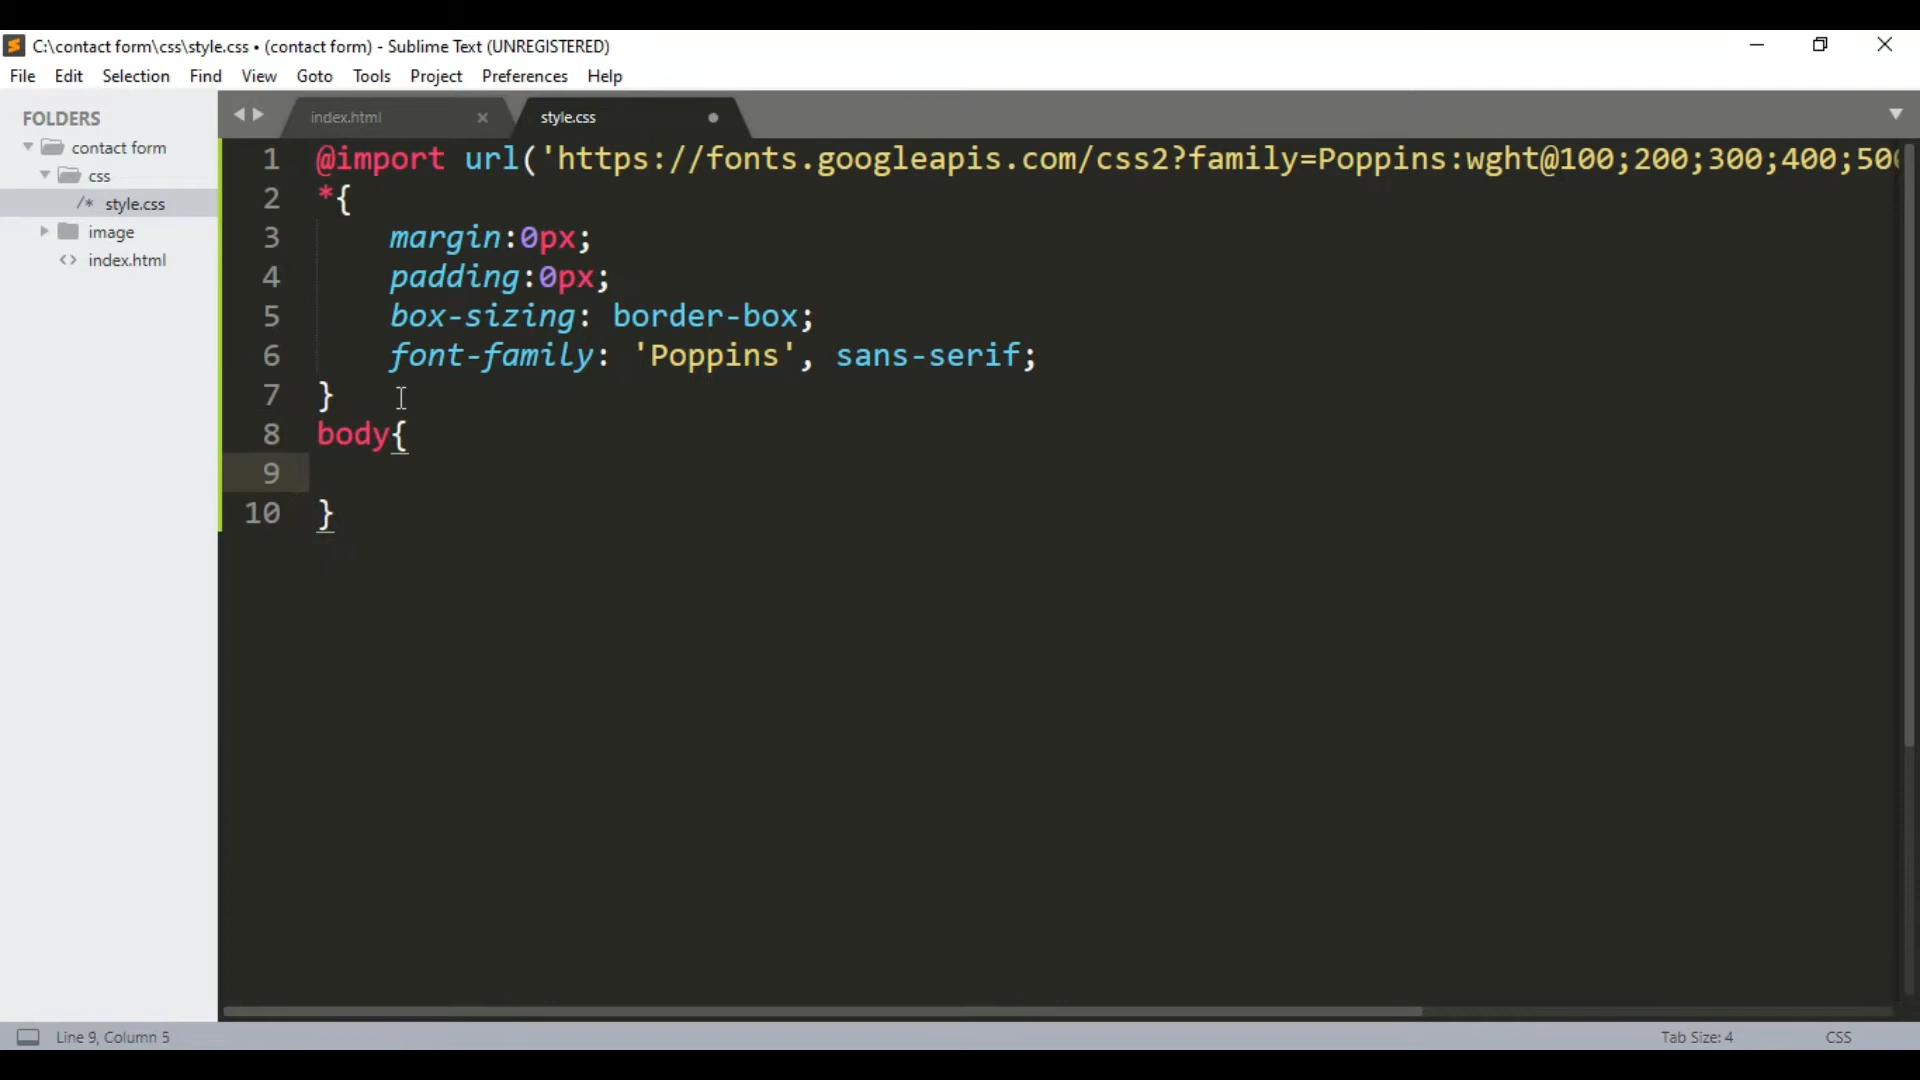 C:\contact form\css\style.css • (contact form) - Sublime Text (UNREGISTERED)
File Edit Selection Find View Goto Tools Project Preferences Help
FOLDERS
contact form
css
/* style.css
image
<> index.html
index.html
style.css
1 @import url('https://fonts.googleapis.com/css2?family=Poppins:wght@100;200;300;400;50
2 *{
3 margin:0px;
4 padding:0px;
5 box-sizing: border-box;
6 font-family: 'Poppins', sans-serif;
7 }
8 body{
9
10 }
Line 9, Column 5
Tab Size: 4
CSS